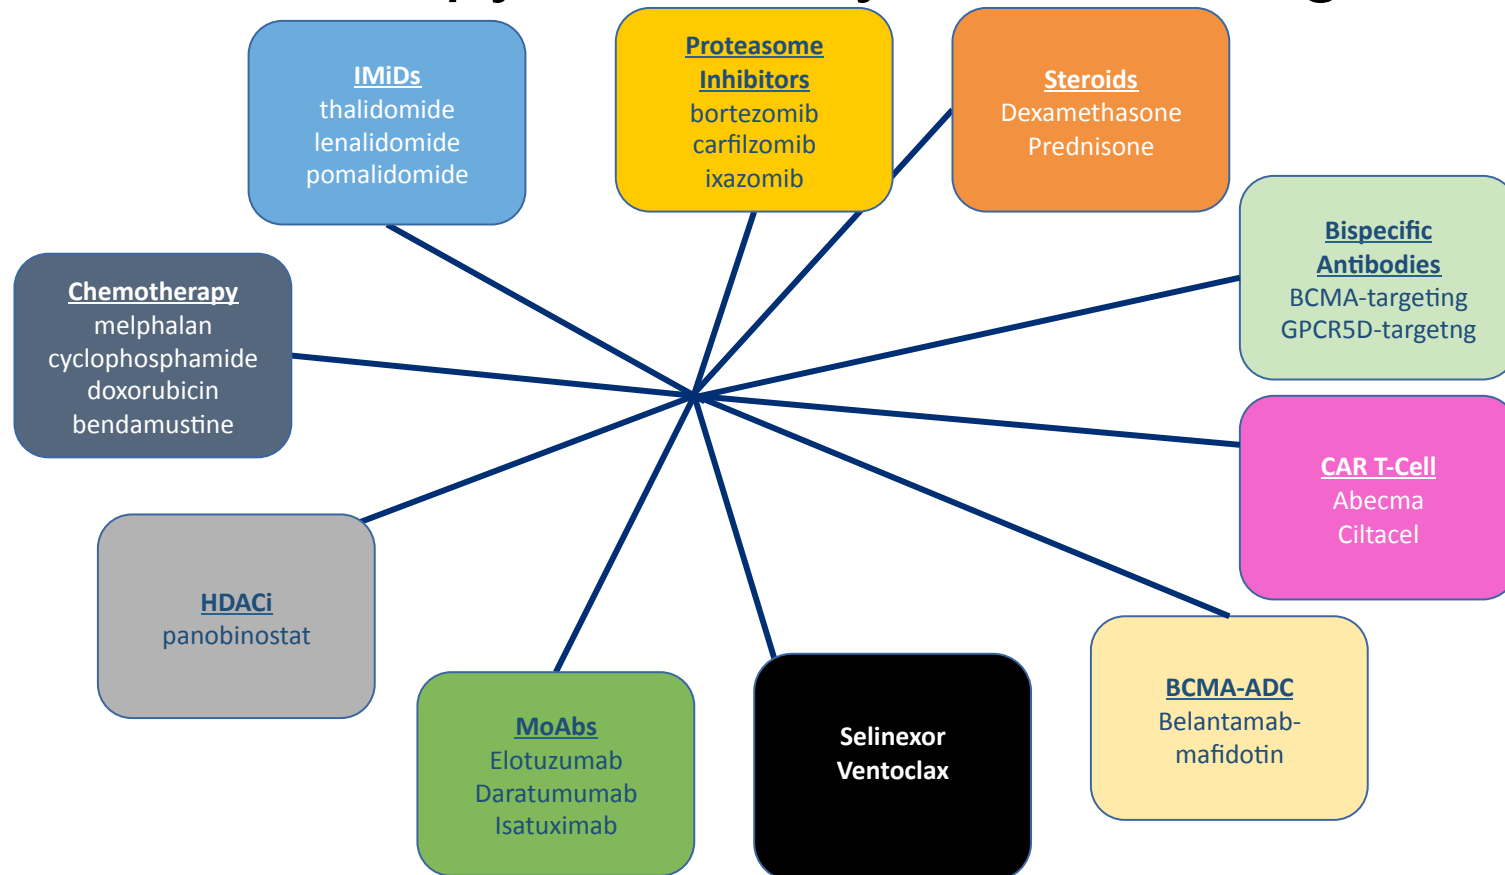 IMiDs
thalidomide
lenalidomide
pomalidomide
Proteasome
Inhibitors
bortezomib
carfilzomib
ixazomib
Steroids
Dexamethasone
Prednisone
Bispecific
Antibodies
BCMA-targeting
GPCR5D-targetng
Chemotherapy
melphalan
cyclophosphamide
doxorubicin
bendamustine
CAR T-Cell
Abecma
Ciltacel
HDACi
panobinostat
MoAbs
Elotuzumab
Daratumumab
Isatuximab
Selinexor
Ventoclax
BCMA-ADC
Belantamab-
mafidotin